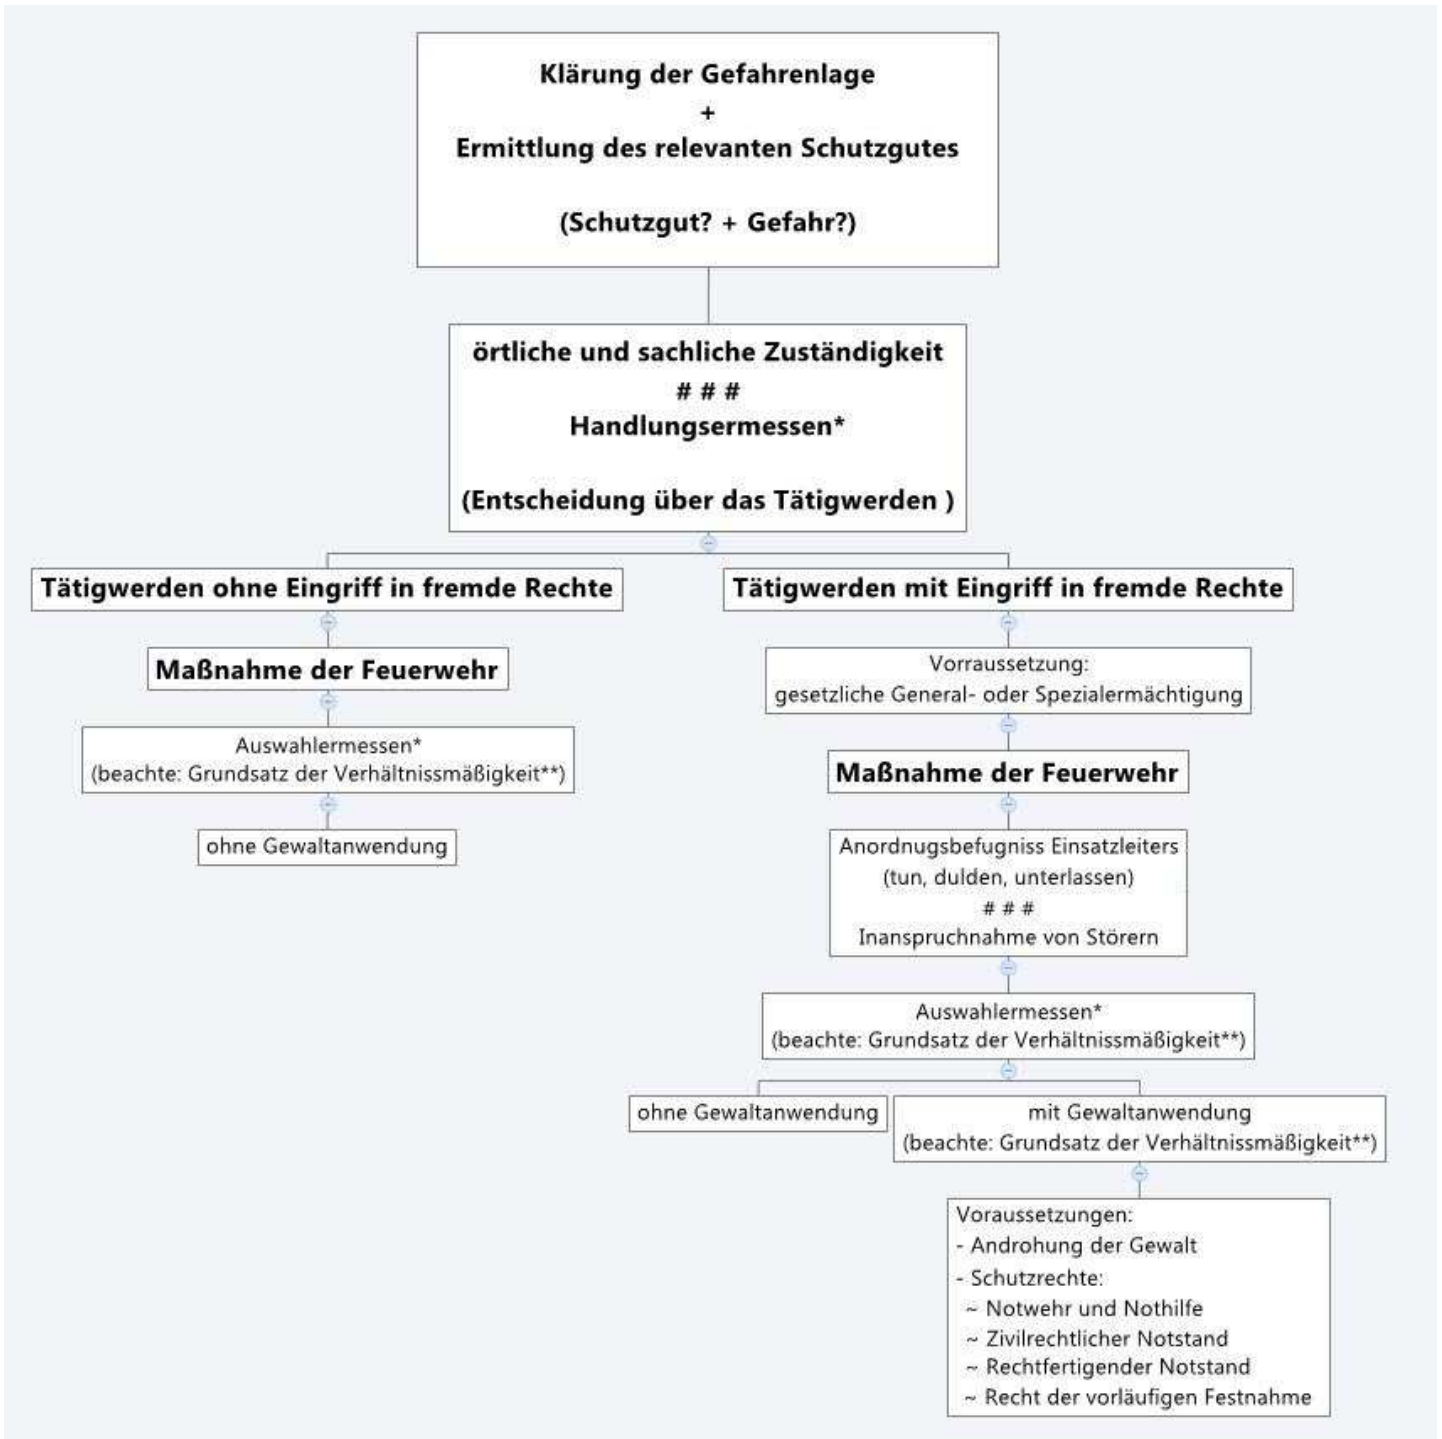 Klärung der Gefahrenlage
+
Ermittlung des relevanten Schutzgutes
(Schutzgut? + Gefahr?)
örtliche und sachliche Zuständigkeit
# # #
Handlungsermessen*
(Entscheidung über das Tätigwerden )
Tätigwerden ohne Eingriff in fremde Rechte
Maßnahme der Feuerwehr
Auswahlermessen*
(beachte: Grundsatz der Verhältnissmäßigkeit**)
ohne Gewaltanwendung
Tätigwerden mit Eingriff in fremde Rechte
Vorraussetzung:
gesetzliche General- oder Spezialermächtigung
Maßnahme der Feuerwehr
Anordnugsbefugniss Einsatzleiters
(tun, dulden, unterlassen)
# # #
Inanspruchnahme von Störern
Auswahlermessen*
(beachte: Grundsatz der Verhältnissmäßigkeit**)
ohne Gewaltanwendung
mit Gewaltanwendung
(beachte: Grundsatz der Verhältnissmäßigkeit**)
Voraussetzungen:
- Androhung der Gewalt
- Schutzrechte:
~ Notwehr und Nothilfe
~ Zivilrechtlicher Notstand
~ Rechtfertigender Notstand
~ Recht der vorläufigen Festnahme